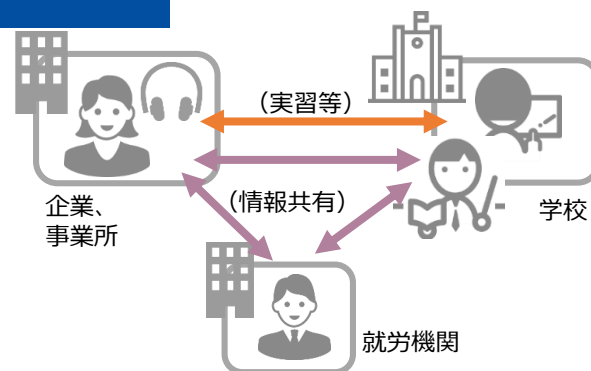 （実習等）
企業、
事業所
（情報共有）
学校
就労機関